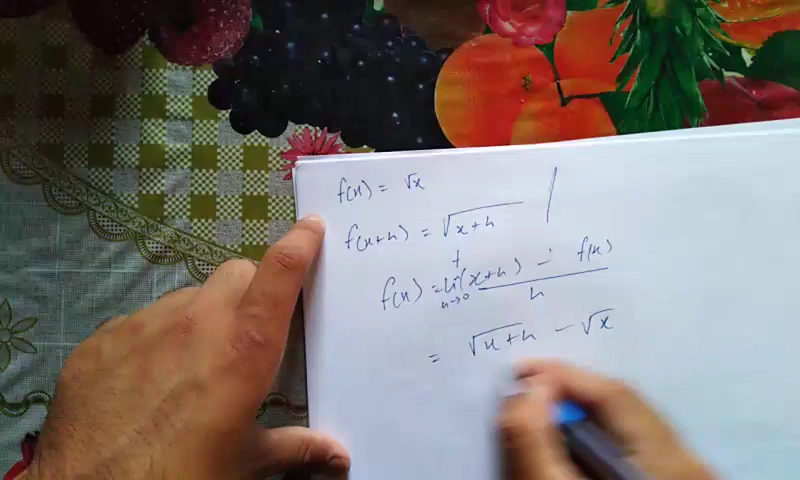 f(x) = √x
f(x+h) = √x+h
f(x) = lim h→0 f(x+h) - f(x) / h
= √x+h - √x